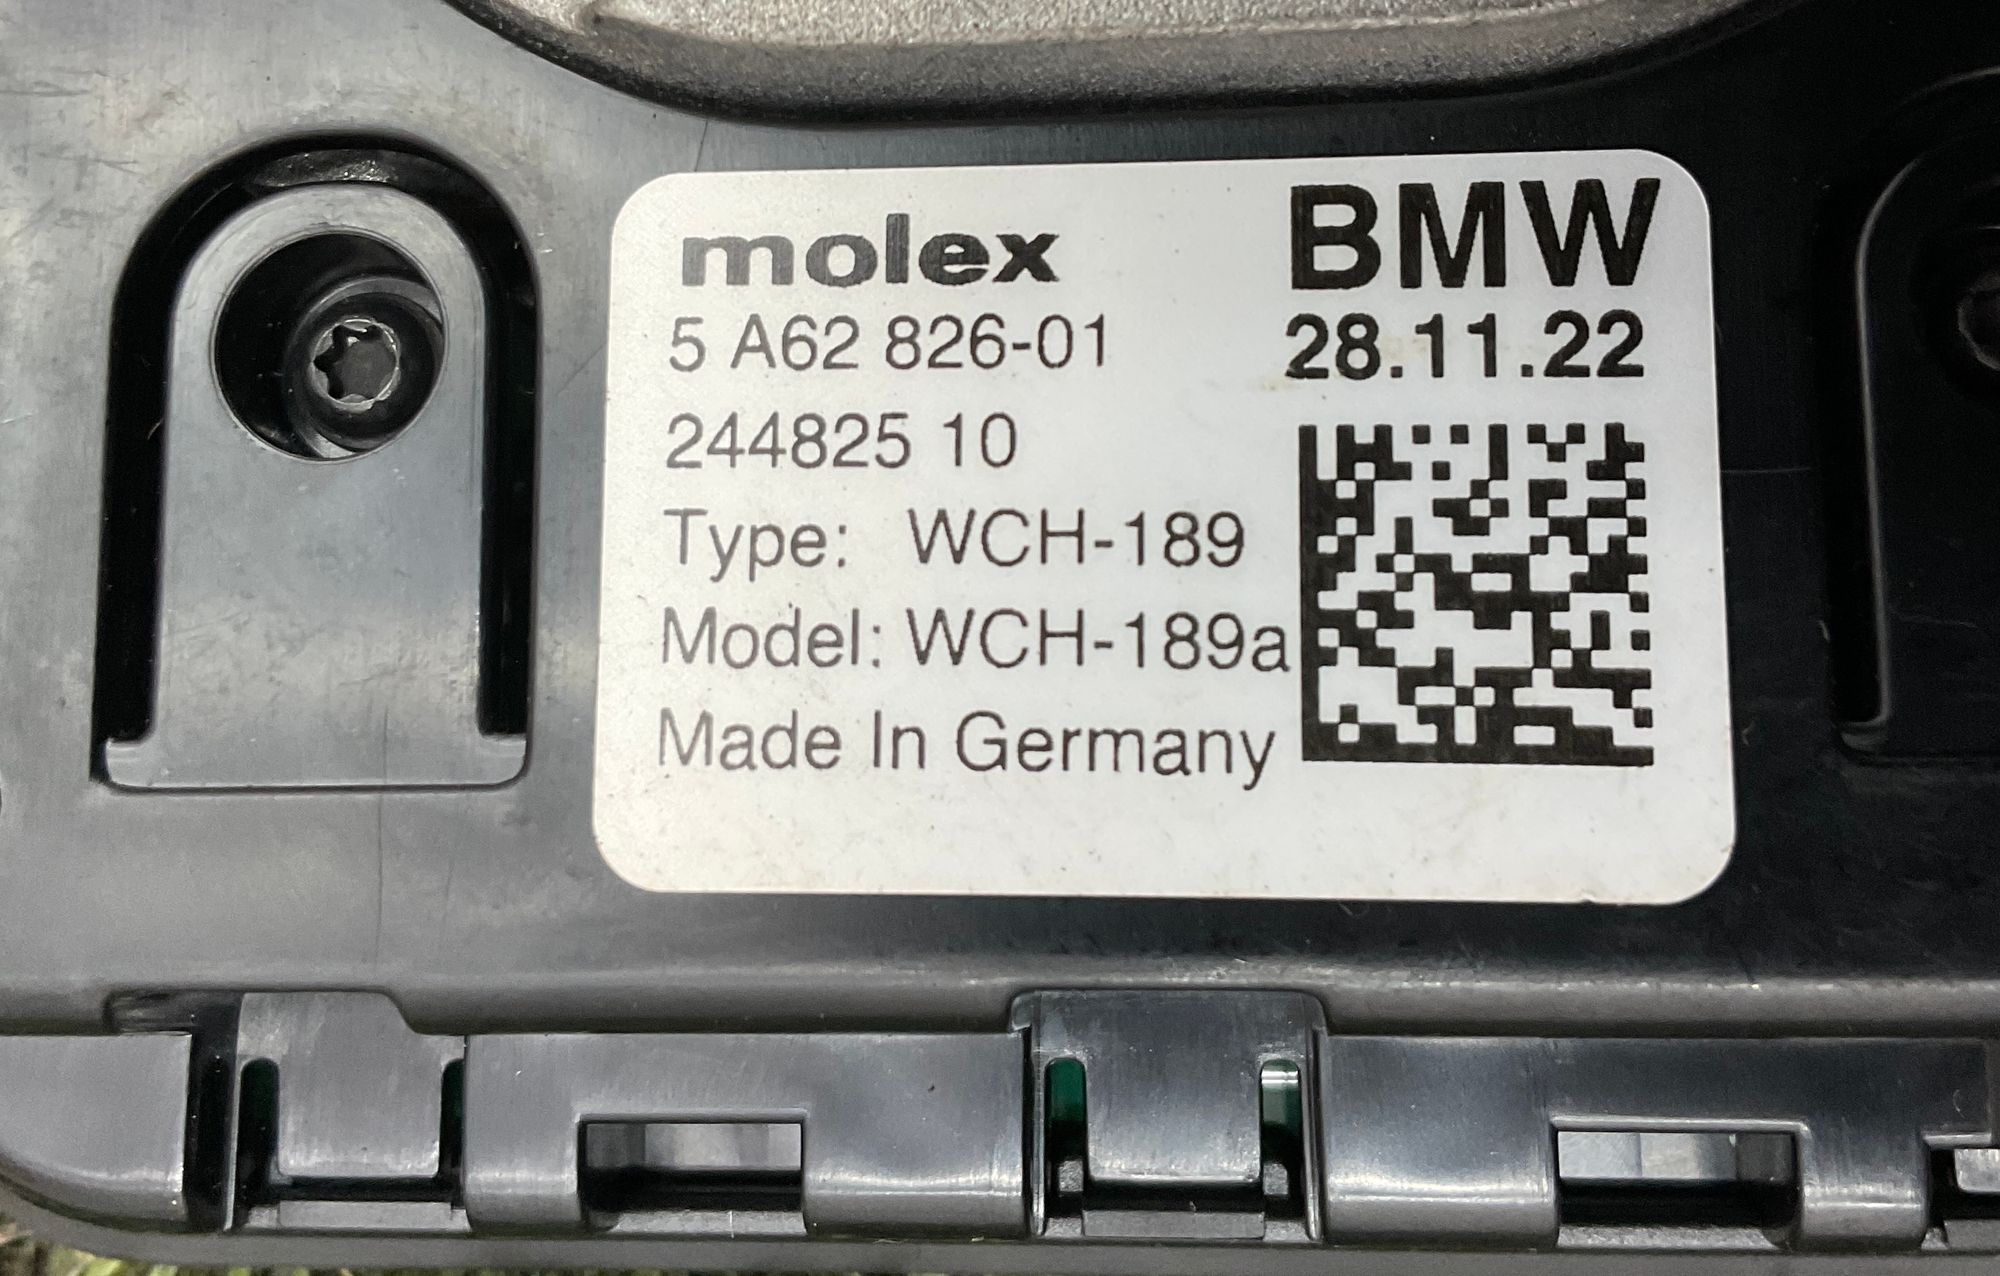 molex
BMW
5 A62 826-01
28.11.22
244825 10
Type: WCH-189
Model: WCH-189a
Made In Germany